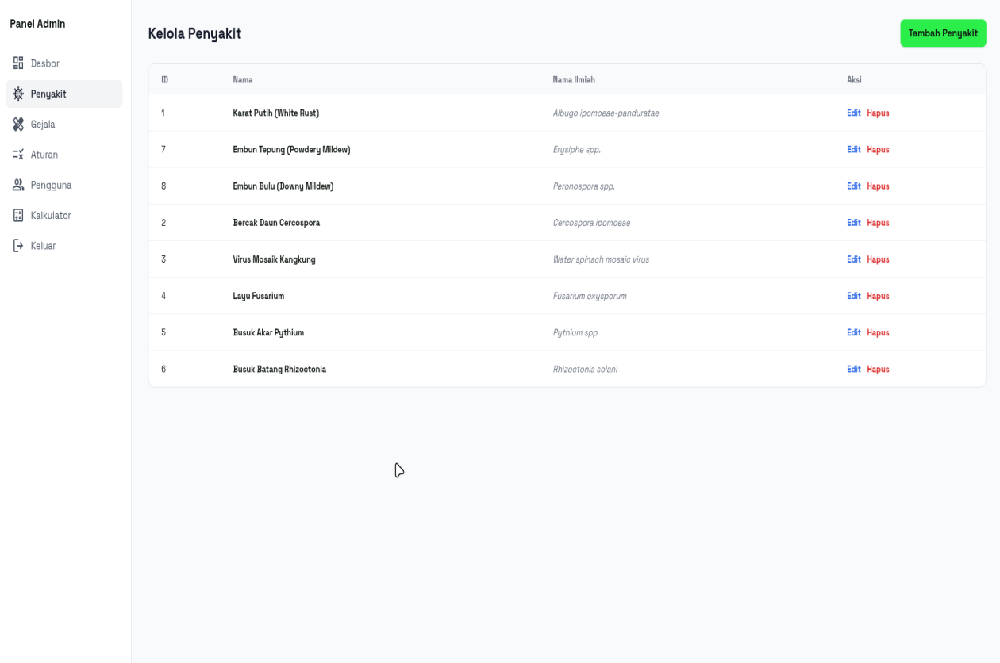 Panel Admin
Dasbor
Penyakit
Gejala
Aturan
Pengguna
Kalkulator
Keluar
Kelola Penyakit
Tambah Penyakit
ID Nama Nama Ilmiah Aksi
1 Karat Putih (White Rust) Albugo ipomoeae-panduratae Edit Hapus
7 Embun Tepung (Powdery Mildew) Erysiphe spp. Edit Hapus
8 Embun Bulu (Downy Mildew) Peronospora spp. Edit Hapus
2 Bercak Daun Cercospora Cercospora ipomoeae Edit Hapus
3 Virus Mosaik Kangkung Water spinach mosaic virus Edit Hapus
4 Layu Fusarium Fusarium oxysporum Edit Hapus
5 Busuk Akar Pythium Pythium spp Edit Hapus
6 Busuk Batang Rhizoctonia Rhizoctonia solani Edit Hapus